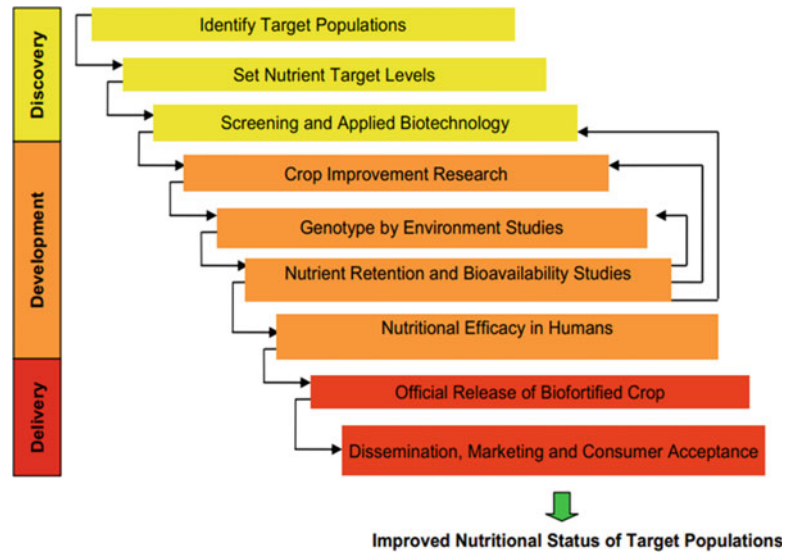 Discovery
Identify Target Populations
Set Nutrient Target Levels
Screening and Applied Biotechnology
Development
Crop Improvement Research
Genotype by Environment Studies
Nutrient Retention and Bioavailability Studies
Nutritional Efficacy in Humans
Delivery
Official Release of Biofortified Crop
Dissemination, Marketing and Consumer Acceptance
Improved Nutritional Status of Target Populations